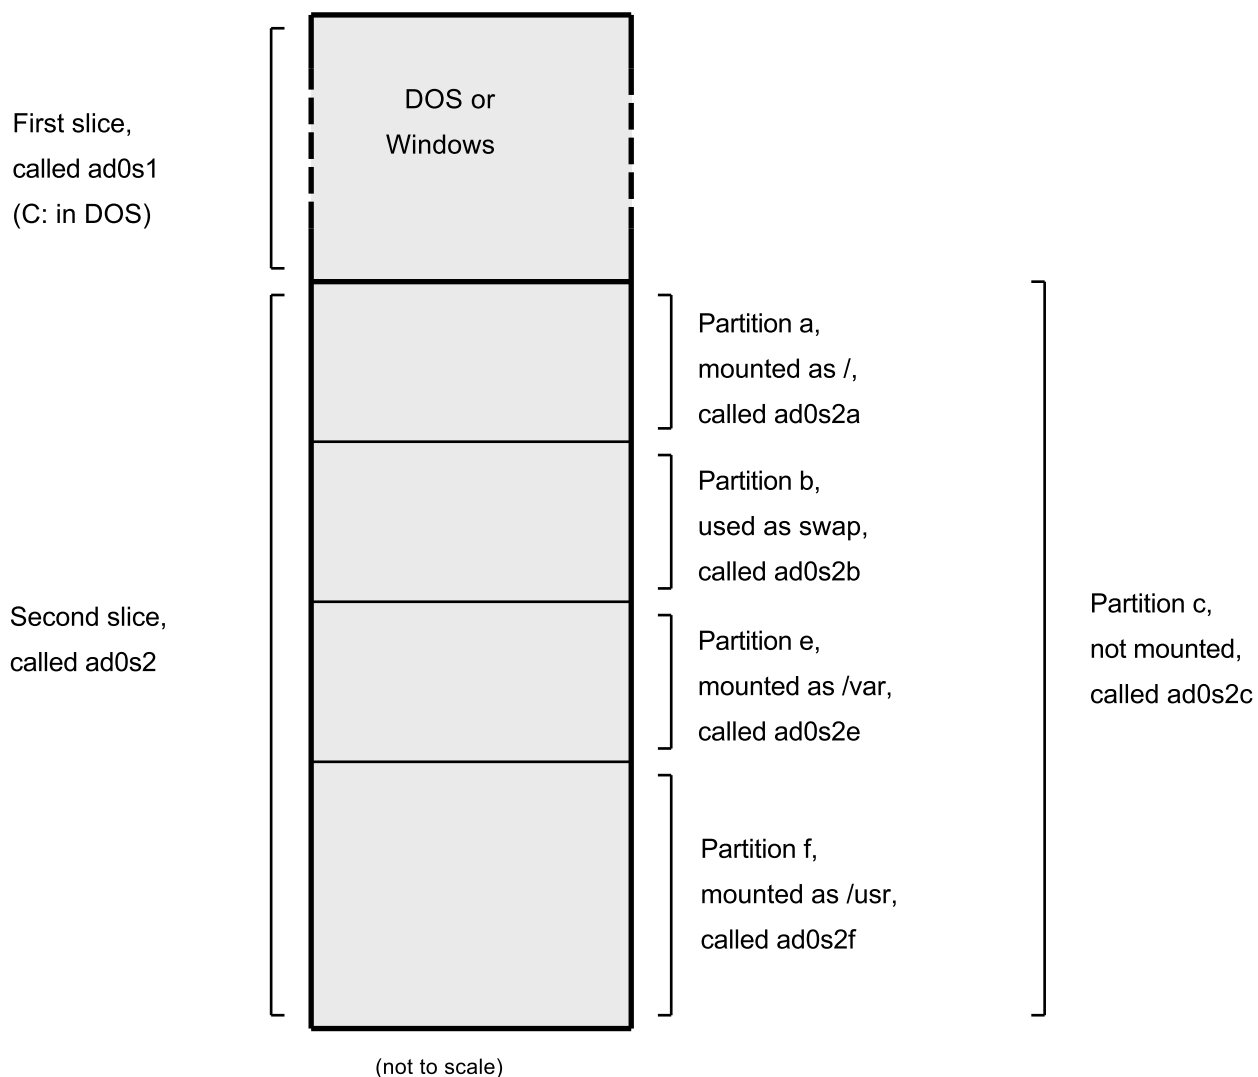 DOS or
Windows
First slice,
called ad0s1
(C: in DOS)
Partition a,
mounted as /,
called ad0s2a
Partition b,
used as swap,
called ad0s2b
Second slice,
called ad0s2
Partition e,
mounted as /var,
called ad0s2e
Partition c,
not mounted,
called ad0s2c
Partition f,
mounted as /usr,
called ad0s2f
(not to scale)